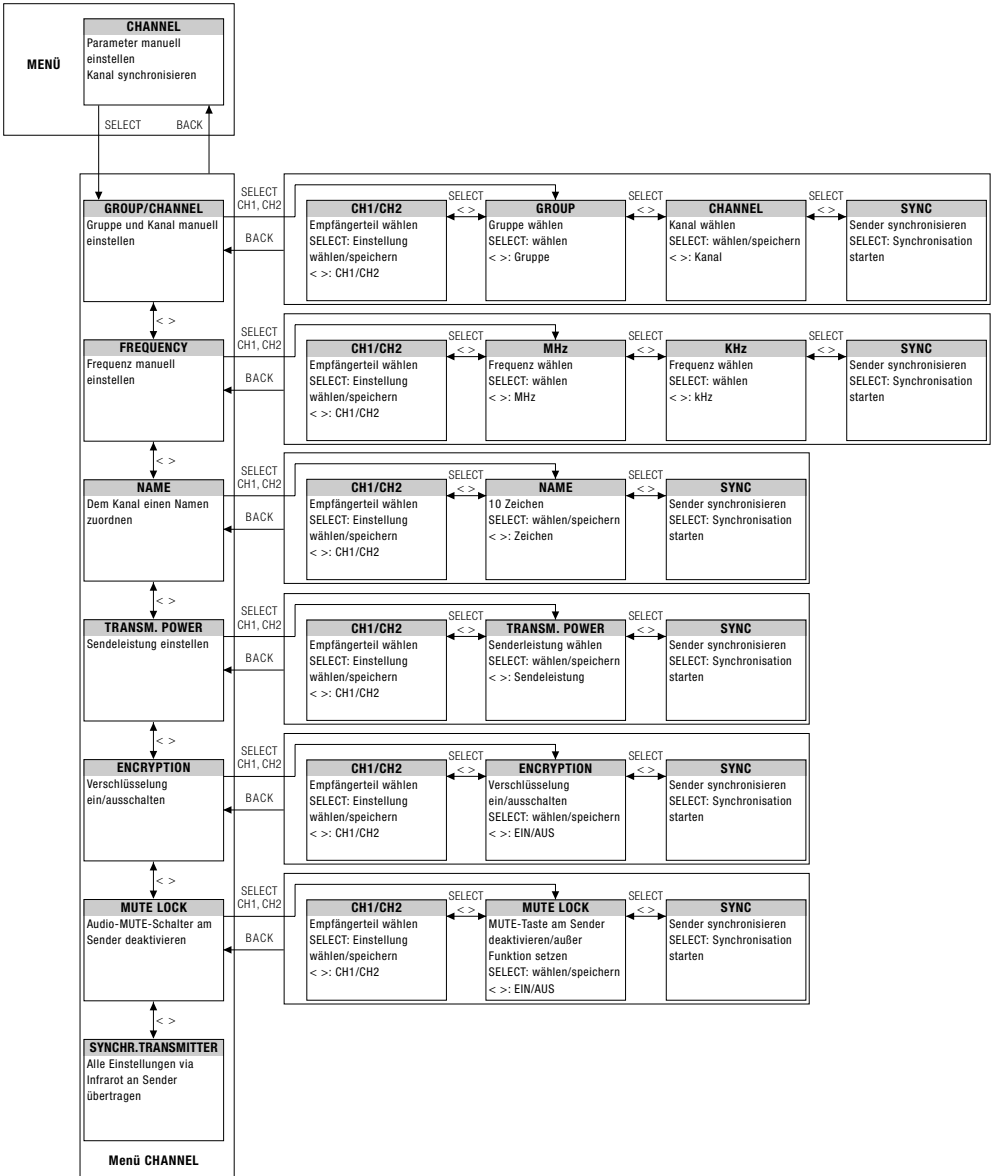 CHANNEL
Parameter manuell
einstellen
Kanal synchronisieren
MENÜ
SELECT
BACK
GROUP/CHANNEL
Gruppe und Kanal manuell
einstellen
SELECT
CH1, CH2
BACK
CH1/CH2
Empfängerteil wählen
SELECT: Einstellung
wählen/speichern
< >: CH1/CH2
SELECT
< >
GROUP
Gruppe wählen
SELECT: wählen
< >: Gruppe
SELECT
< >
CHANNEL
Kanal wählen
SELECT: wählen/speichern
< >: Kanal
SELECT
< >
SYNC
Sender synchronisieren
SELECT: Synchronisation
starten
< >
FREQUENCY
Frequenz manuell
einstellen
SELECT
CH1, CH2
BACK
CH1/CH2
Empfängerteil wählen
SELECT: Einstellung
wählen/speichern
< >: CH1/CH2
SELECT
< >
MHz
Frequenz wählen
SELECT: wählen
< >: MHz
SELECT
< >
KHz
Frequenz wählen
SELECT: wählen
< >: kHz
SELECT
< >
SYNC
Sender synchronisieren
SELECT: Synchronisation
starten
< >
NAME
Dem Kanal einen Namen
zuordnen
SELECT
CH1, CH2
BACK
CH1/CH2
Empfängerteil wählen
SELECT: Einstellung
wählen/speichern
< >: CH1/CH2
SELECT
< >
NAME
10 Zeichen
SELECT: wählen/speichern
< >: Zeichen
SELECT
< >
SYNC
Sender synchronisieren
SELECT: Synchronisation
starten
< >
TRANSM. POWER
Sendeleistung einstellen
SELECT
CH1, CH2
BACK
CH1/CH2
Empfängerteil wählen
SELECT: Einstellung
wählen/speichern
< >: CH1/CH2
SELECT
< >
TRANSM. POWER
Senderleistung wählen
SELECT: wählen/speichern
< >: Sendeleistung
SELECT
< >
SYNC
Sender synchronisieren
SELECT: Synchronisation
starten
< >
ENCRYPTION
Verschlüsselung
ein/ausschalten
SELECT
CH1, CH2
BACK
CH1/CH2
Empfängerteil wählen
SELECT: Einstellung
wählen/speichern
< >: CH1/CH2
SELECT
< >
ENCRYPTION
Verschlüsselung
ein/ausschalten
SELECT: wählen/speichern
< >: EIN/AUS
SELECT
< >
SYNC
Sender synchronisieren
SELECT: Synchronisation
starten
< >
MUTE LOCK
Audio-MUTE-Schalter am
Sender deaktivieren
SELECT
CH1, CH2
BACK
CH1/CH2
Empfängerteil wählen
SELECT: Einstellung
wählen/speichern
< >: CH1/CH2
SELECT
< >
MUTE LOCK
MUTE-Taste am Sender
deaktivieren/außer
Funktion setzen
SELECT: wählen/speichern
< >: EIN/AUS
SELECT
< >
SYNC
Sender synchronisieren
SELECT: Synchronisation
starten
< >
SYNCHR.TRANSMITTER
Alle Einstellungen via
Infrarot an Sender
übertragen
Menü CHANNEL